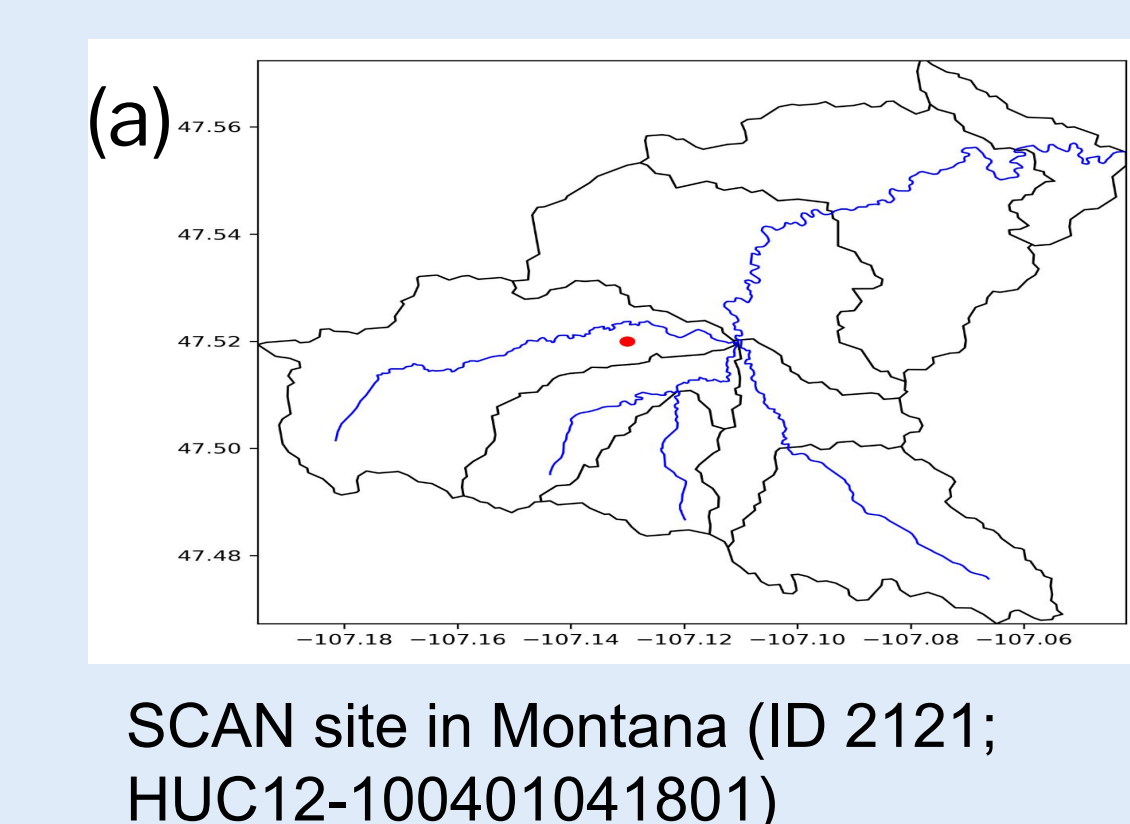 (a)
47.56
47.54
47.52
47.50
47.48
−107.18 −107.16 −107.14 −107.12 −107.10 −107.08 −107.06
SCAN site in Montana (ID 2121;
HUC12-100401041801)